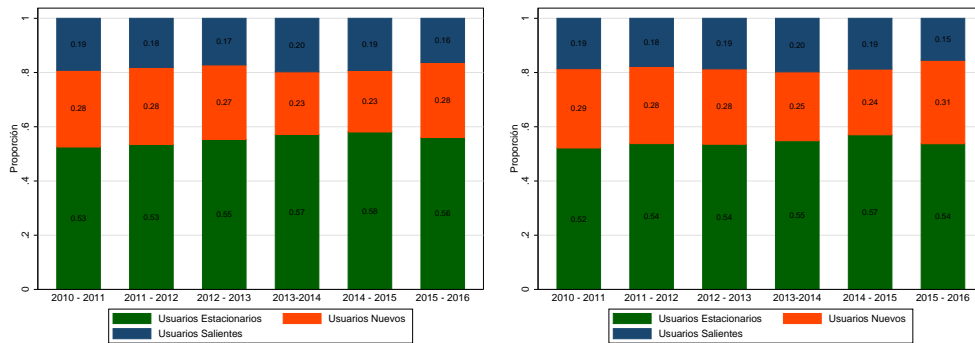 Proporción
1
.8
.6
.4
.2
0
0.19 0.18 0.17 0.20 0.19 0.16
0.28 0.28 0.27 0.23 0.23 0.28
0.53 0.53 0.55 0.57 0.58 0.56
2010 - 2011 2011 - 2012 2012 - 2013 2013-2014 2014 - 2015 2015 - 2016
Usuarios Estacionarios Usuarios Nuevos
Usuarios Salientes
Proporción
1
.8
.6
.4
.2
0
0.19 0.18 0.19 0.20 0.19 0.15
0.29 0.28 0.28 0.25 0.24 0.31
0.52 0.54 0.54 0.55 0.57 0.54
2010 - 2011 2011 - 2012 2012 - 2013 2013-2014 2014 - 2015 2015 - 2016
Usuarios Estacionarios Usuarios Nuevos
Usuarios Salientes